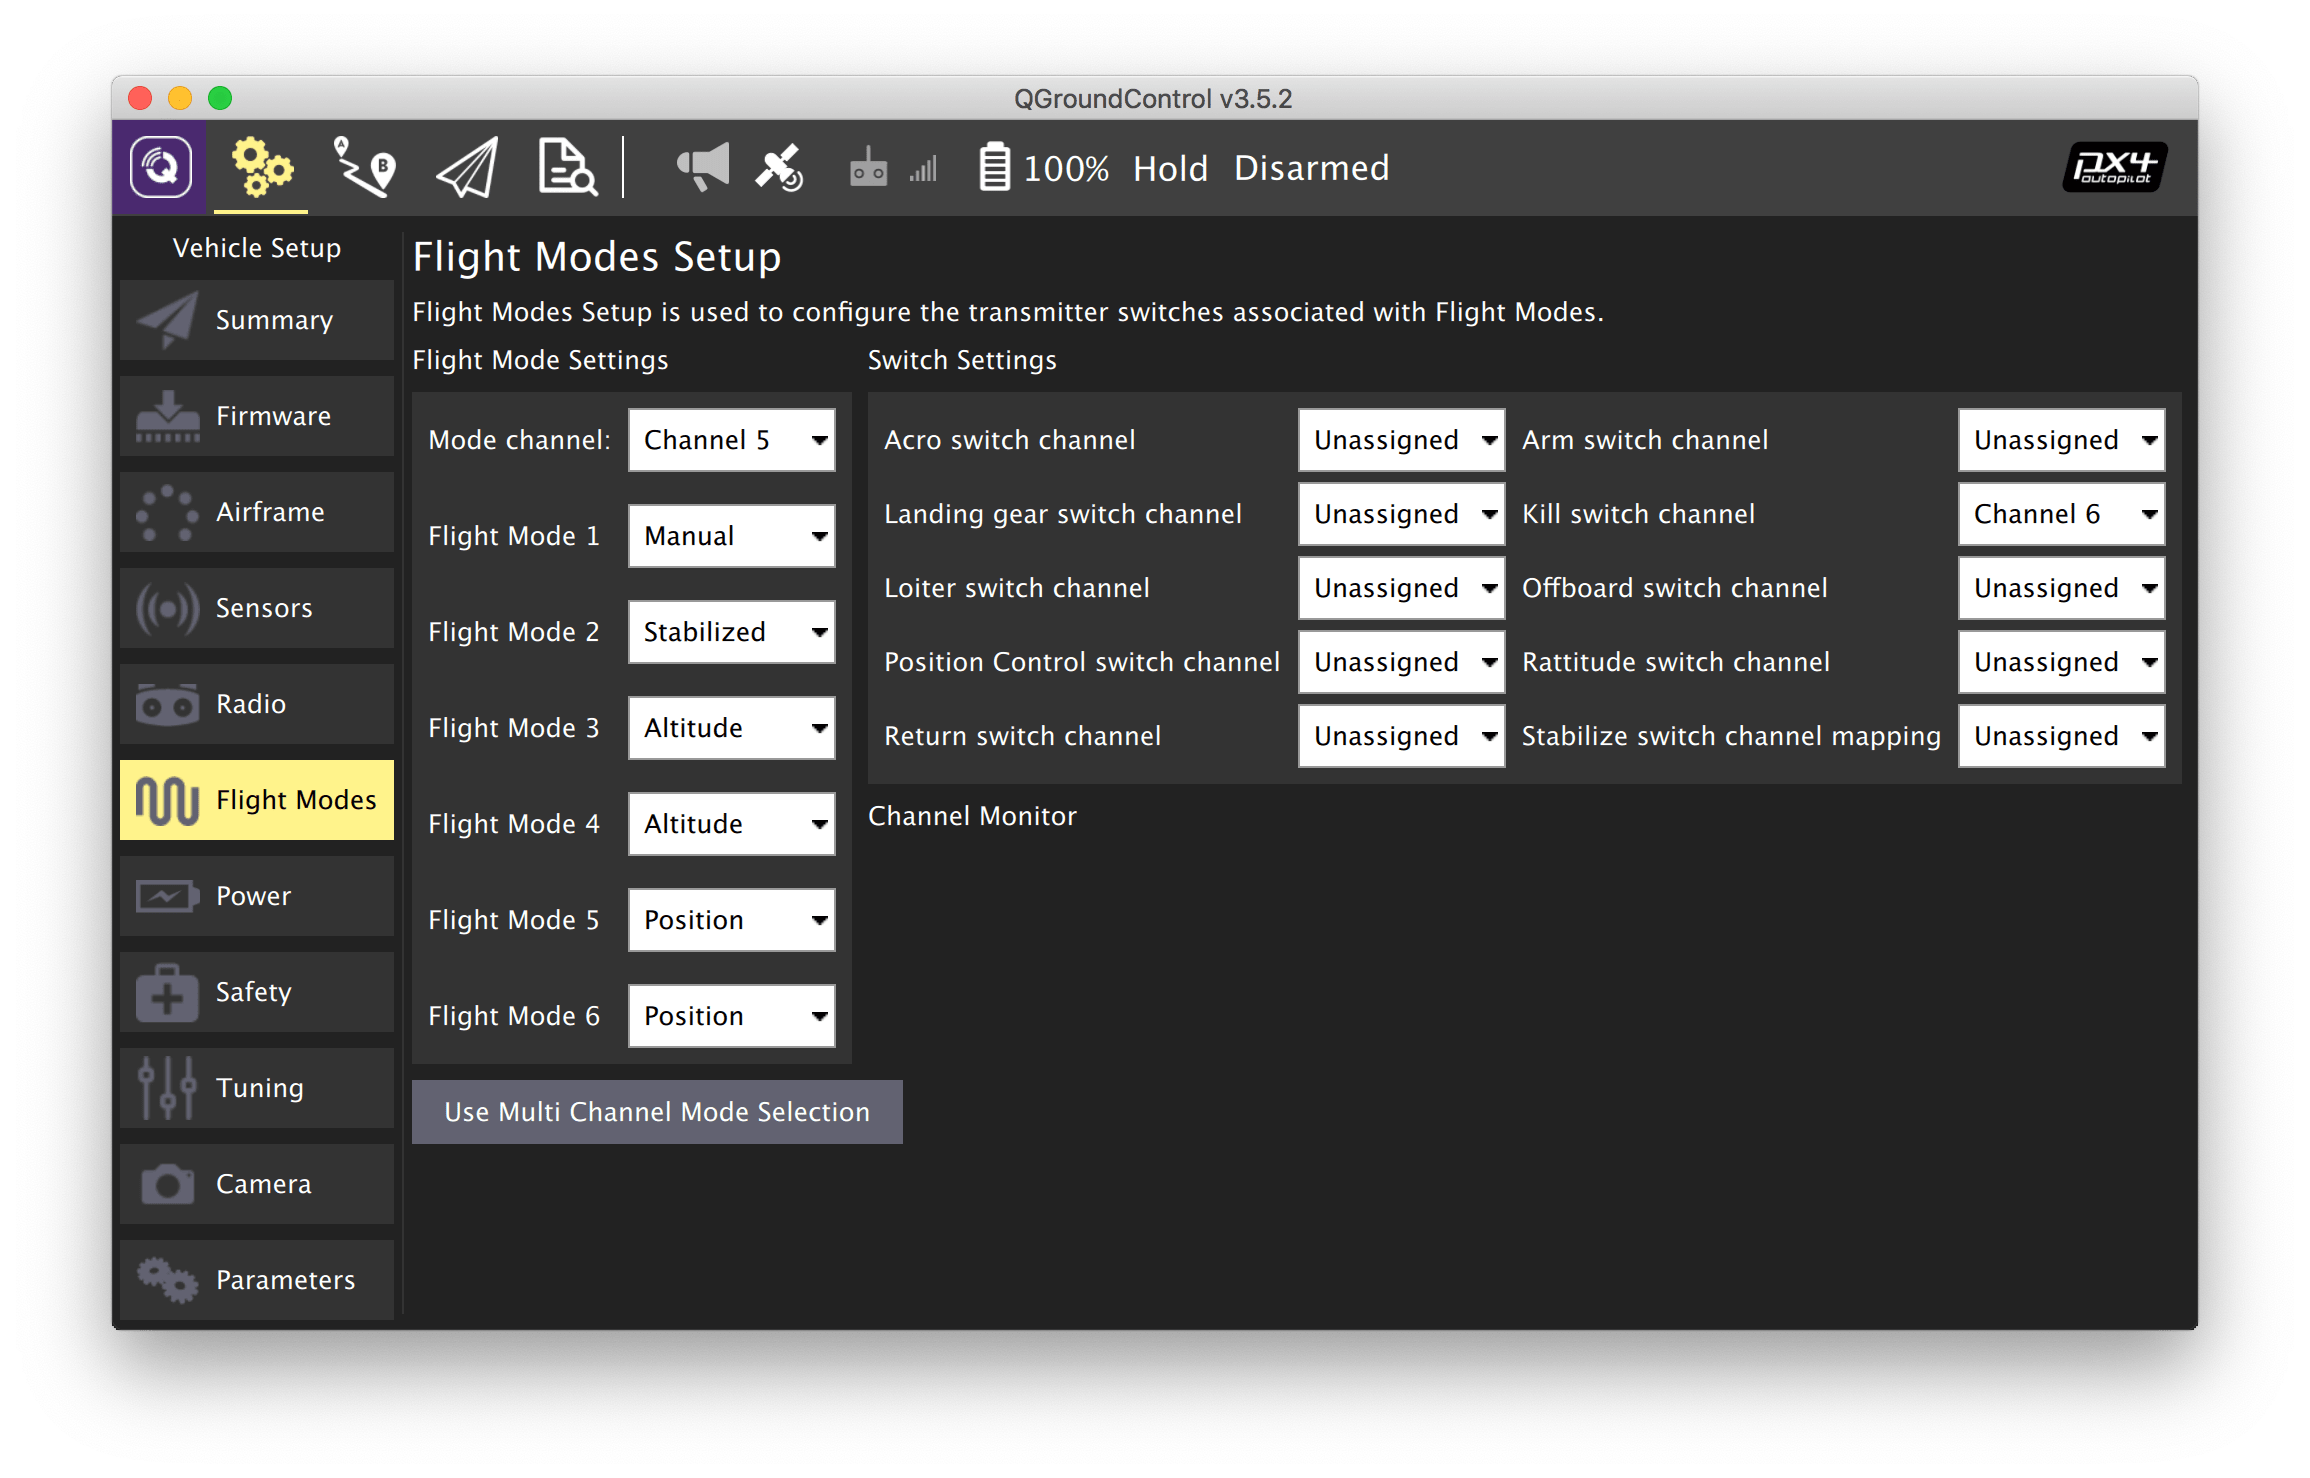 QGroundControl v3.5.2
100% Hold Disarmed
px4 autopilot
Vehicle Setup
Summary
Firmware
Airframe
Sensors
Radio
Flight Modes
Power
Safety
Tuning
Camera
Parameters
Flight Modes Setup
Flight Modes Setup is used to configure the transmitter switches associated with Flight Modes.
Flight Mode Settings
Mode channel: Channel 5
Flight Mode 1 Manual
Flight Mode 2 Stabilized
Flight Mode 3 Altitude
Flight Mode 4 Altitude
Flight Mode 5 Position
Flight Mode 6 Position
Use Multi Channel Mode Selection
Switch Settings
Acro switch channel Unassigned Arm switch channel Unassigned
Landing gear switch channel Unassigned Kill switch channel Channel 6
Loiter switch channel Unassigned Offboard switch channel Unassigned
Position Control switch channel Unassigned Rattitude switch channel Unassigned
Return switch channel Unassigned Stabilize switch channel mapping Unassigned
Channel Monitor